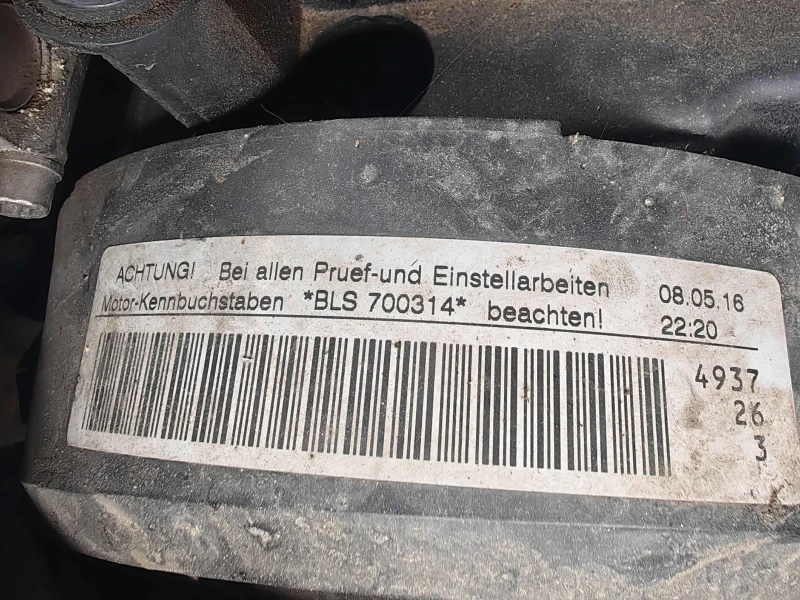 ACHTUNG! Bei allen Pruef-und Einstellarbeiten 08.05.16
Motor-Kennbuchstaben *BLS 700314* beachten! 22:20
4937
26
3